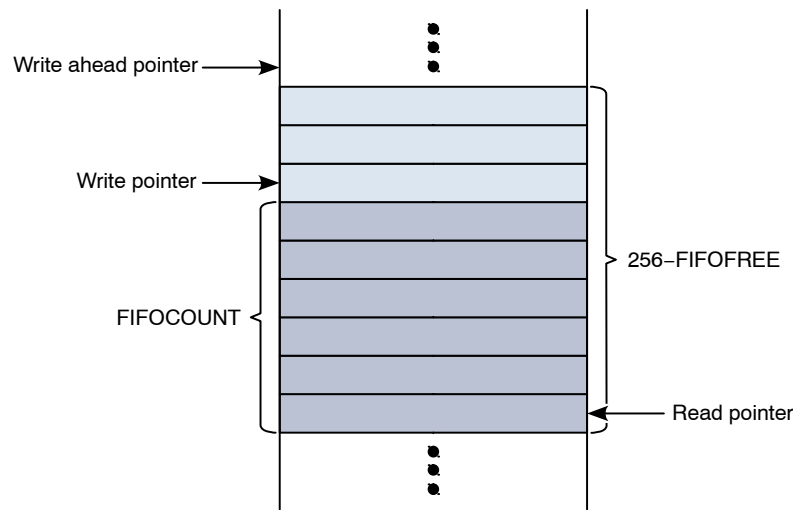 Write ahead pointer
Write pointer
256−FIFOFREE
FIFOCOUNT
Read pointer